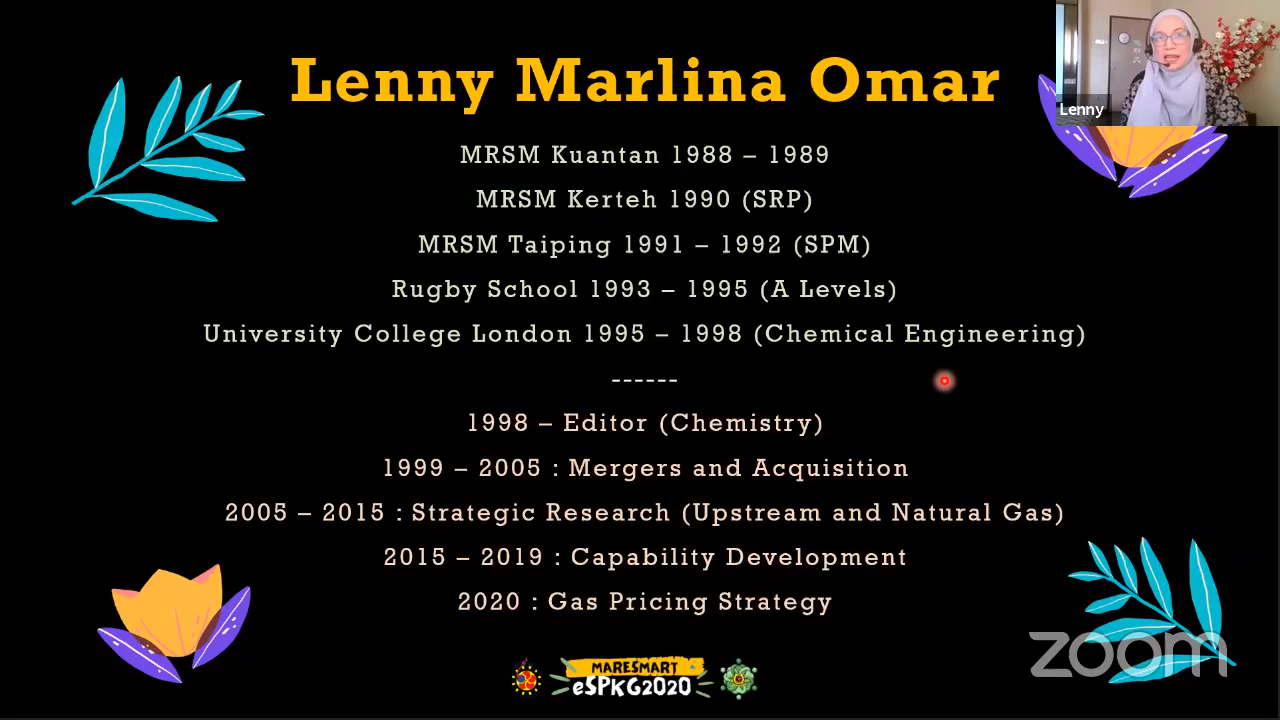 Lenny Marlina Omar
Lenny
MRSM Kuantan 1988 – 1989
MRSM Kerteh 1990 (SRP)
MRSM Taiping 1991 – 1992 (SPM)
Rugby School 1993 – 1995 (A Levels)
University College London 1995 – 1998 (Chemical Engineering)
------
1998 – Editor (Chemistry)
1999 – 2005 : Mergers and Acquisition
2005 – 2015 : Strategic Research (Upstream and Natural Gas)
2015 – 2019 : Capability Development
2020 : Gas Pricing Strategy
MARESMART
eSPKG2020
zoom